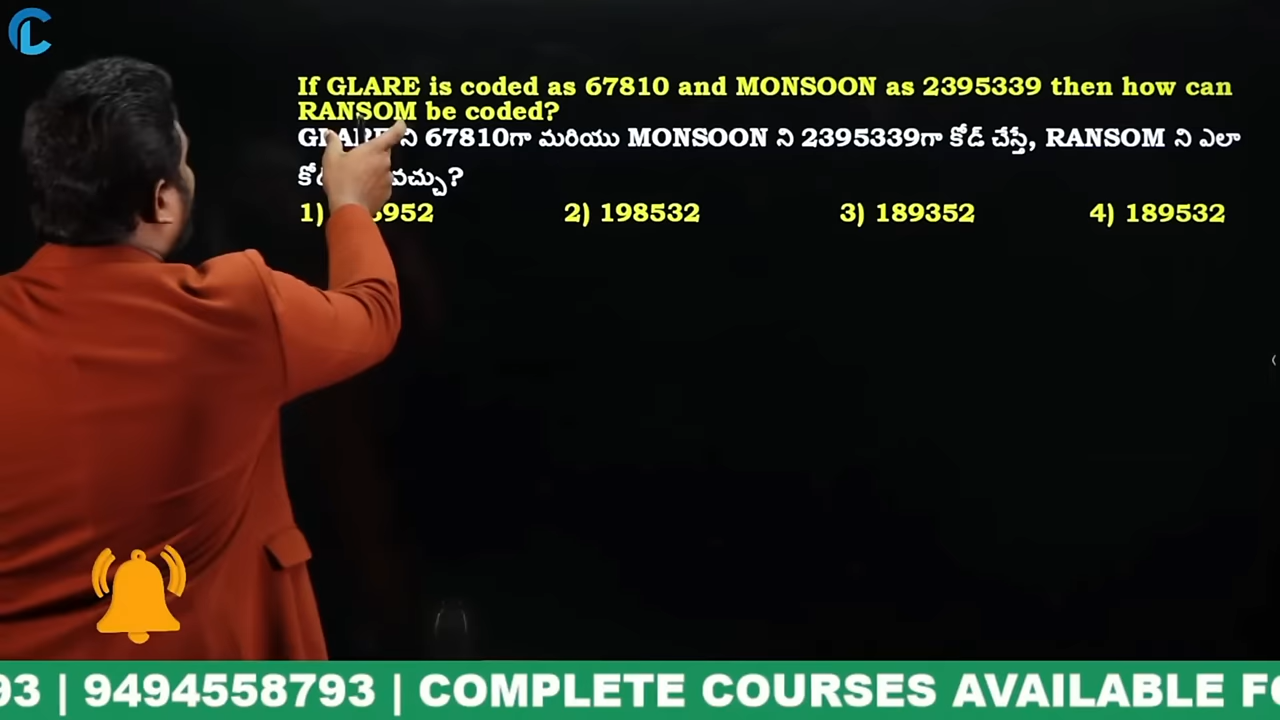 If GLARE is coded as 67810 and MONSOON as 2395339 then how can
RANSOM be coded?
ని 67810గా మరియు MONSOON ని 2395339గా కోడ్ చేస్తే, RANSOM ని ఎలా
1) 2) 198532 3) 189352 4) 189532
93 | 9494558793 | COMPLETE COURSES AVAILABLE